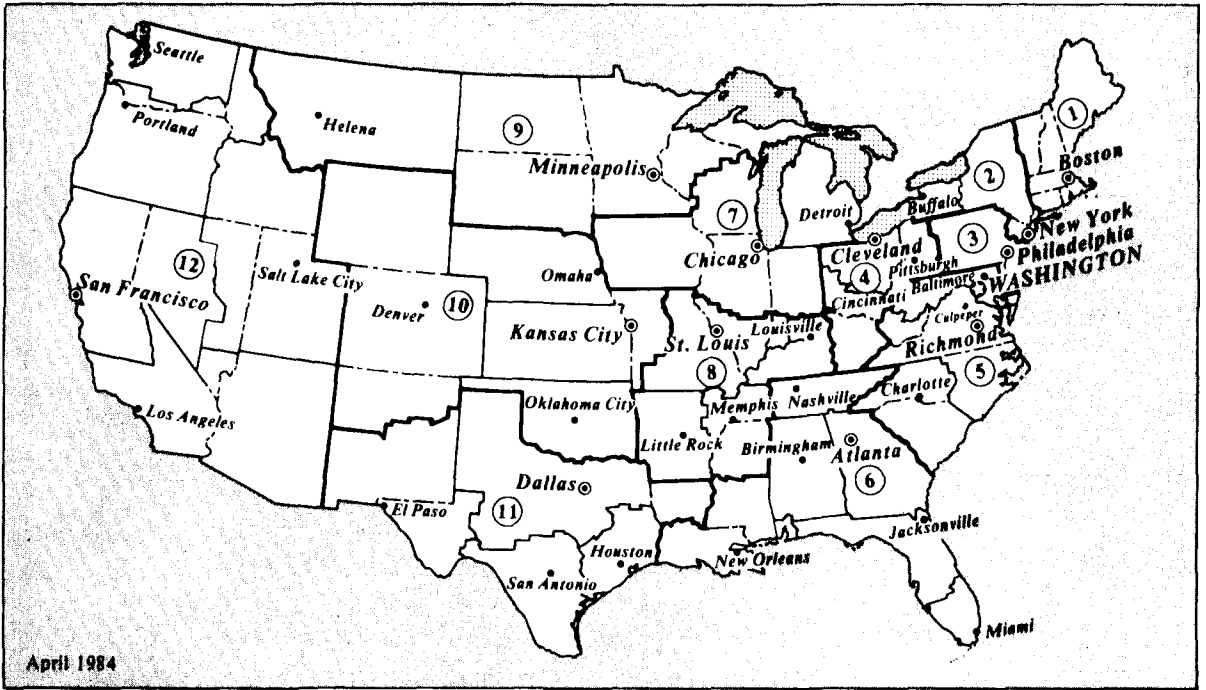 Seattle
Portland
Helena
9
Minneapolis
1
Boston
2
Buffalo
New York
3
Philadelphia
WASHINGTON
Detroit
7
Chicago
Cleveland
4
Pittsburgh
Baltimore
Cincinnati
Culpeper
Richmond
5
Charlotte
12
San Francisco
Salt Lake City
Omaha
Denver
10
Kansas City
St. Louis
Louisville
8
Los Angeles
Oklahoma City
Memphis
Nashville
Little Rock
Birmingham
Atlanta
6
Dallas
11
El Paso
Houston
San Antonio
New Orleans
Jacksonville
Miami
April 1984